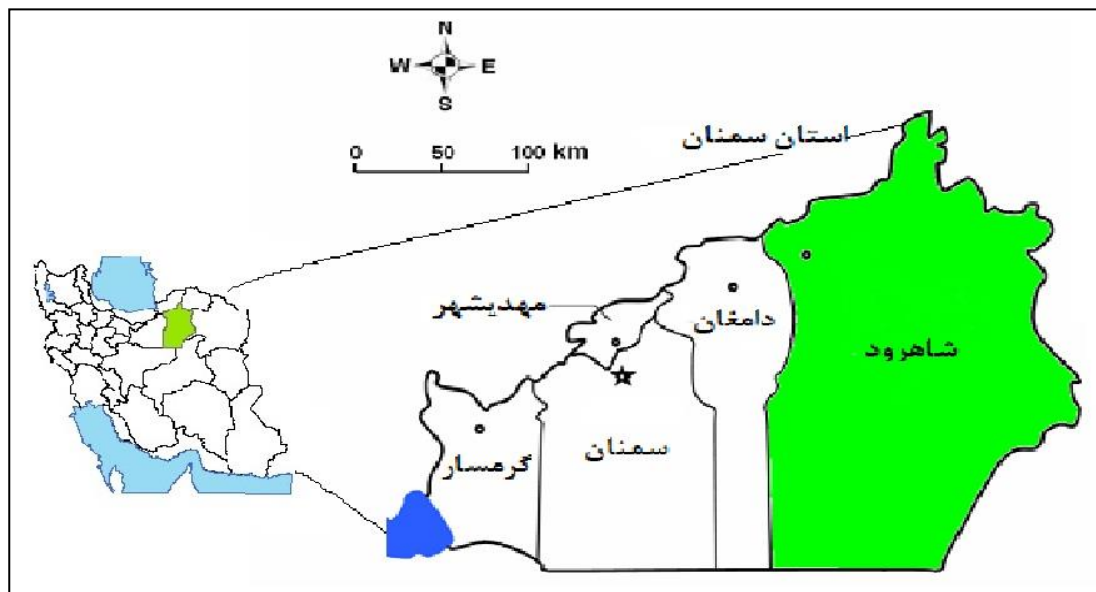 N
W E
S
0 50 100 km
استان سمنان
مهدیشهر
دامغان
شاهرود
سمنان
گرمسار